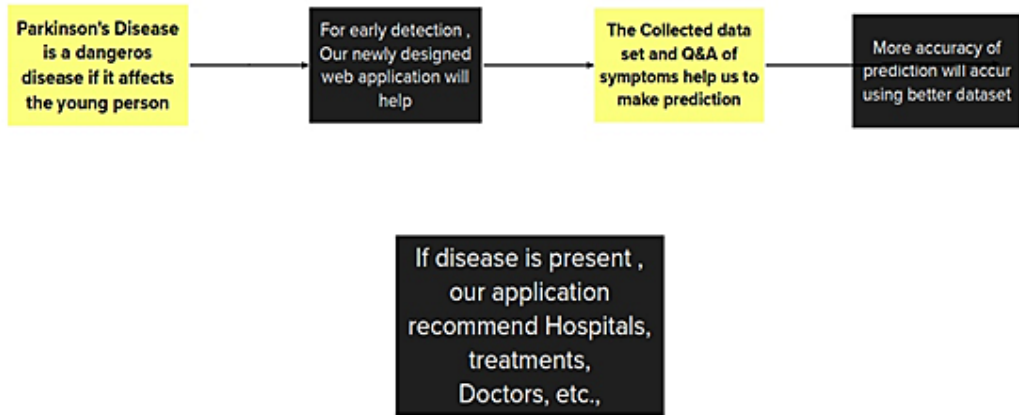 Parkinson's Disease
is a dangeros
disease if it affects
the young person
For early detection ,
Our newly designed
web application will
help
The Collected data
set and Q&A of
symptoms help us to
make prediction
More accuracy of
prediction will accur
using better dataset
If disease is present ,
our application
recommend Hospitals,
treatments,
Doctors, etc.,